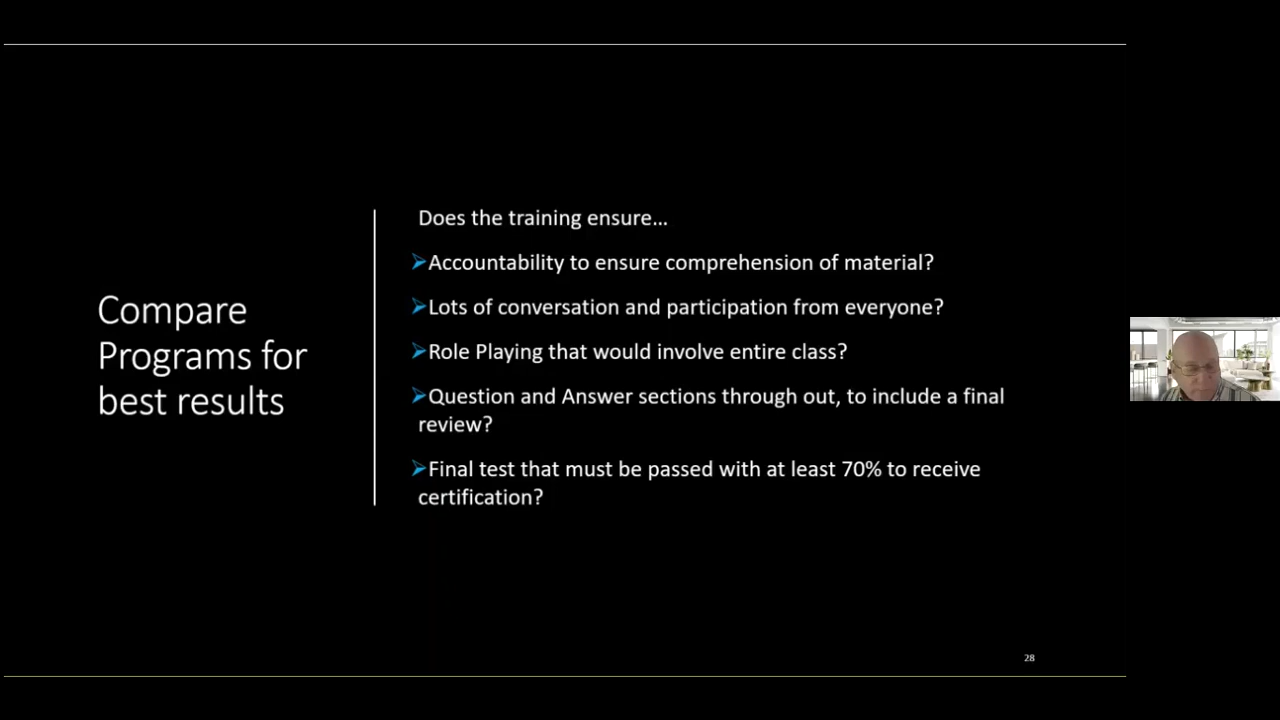 Compare
Programs for
best results
Does the training ensure...
Accountability to ensure comprehension of material?
Lots of conversation and participation from everyone?
Role Playing that would involve entire class?
Question and Answer sections through out, to include a final
review?
Final test that must be passed with at least 70% to receive
certification?
28